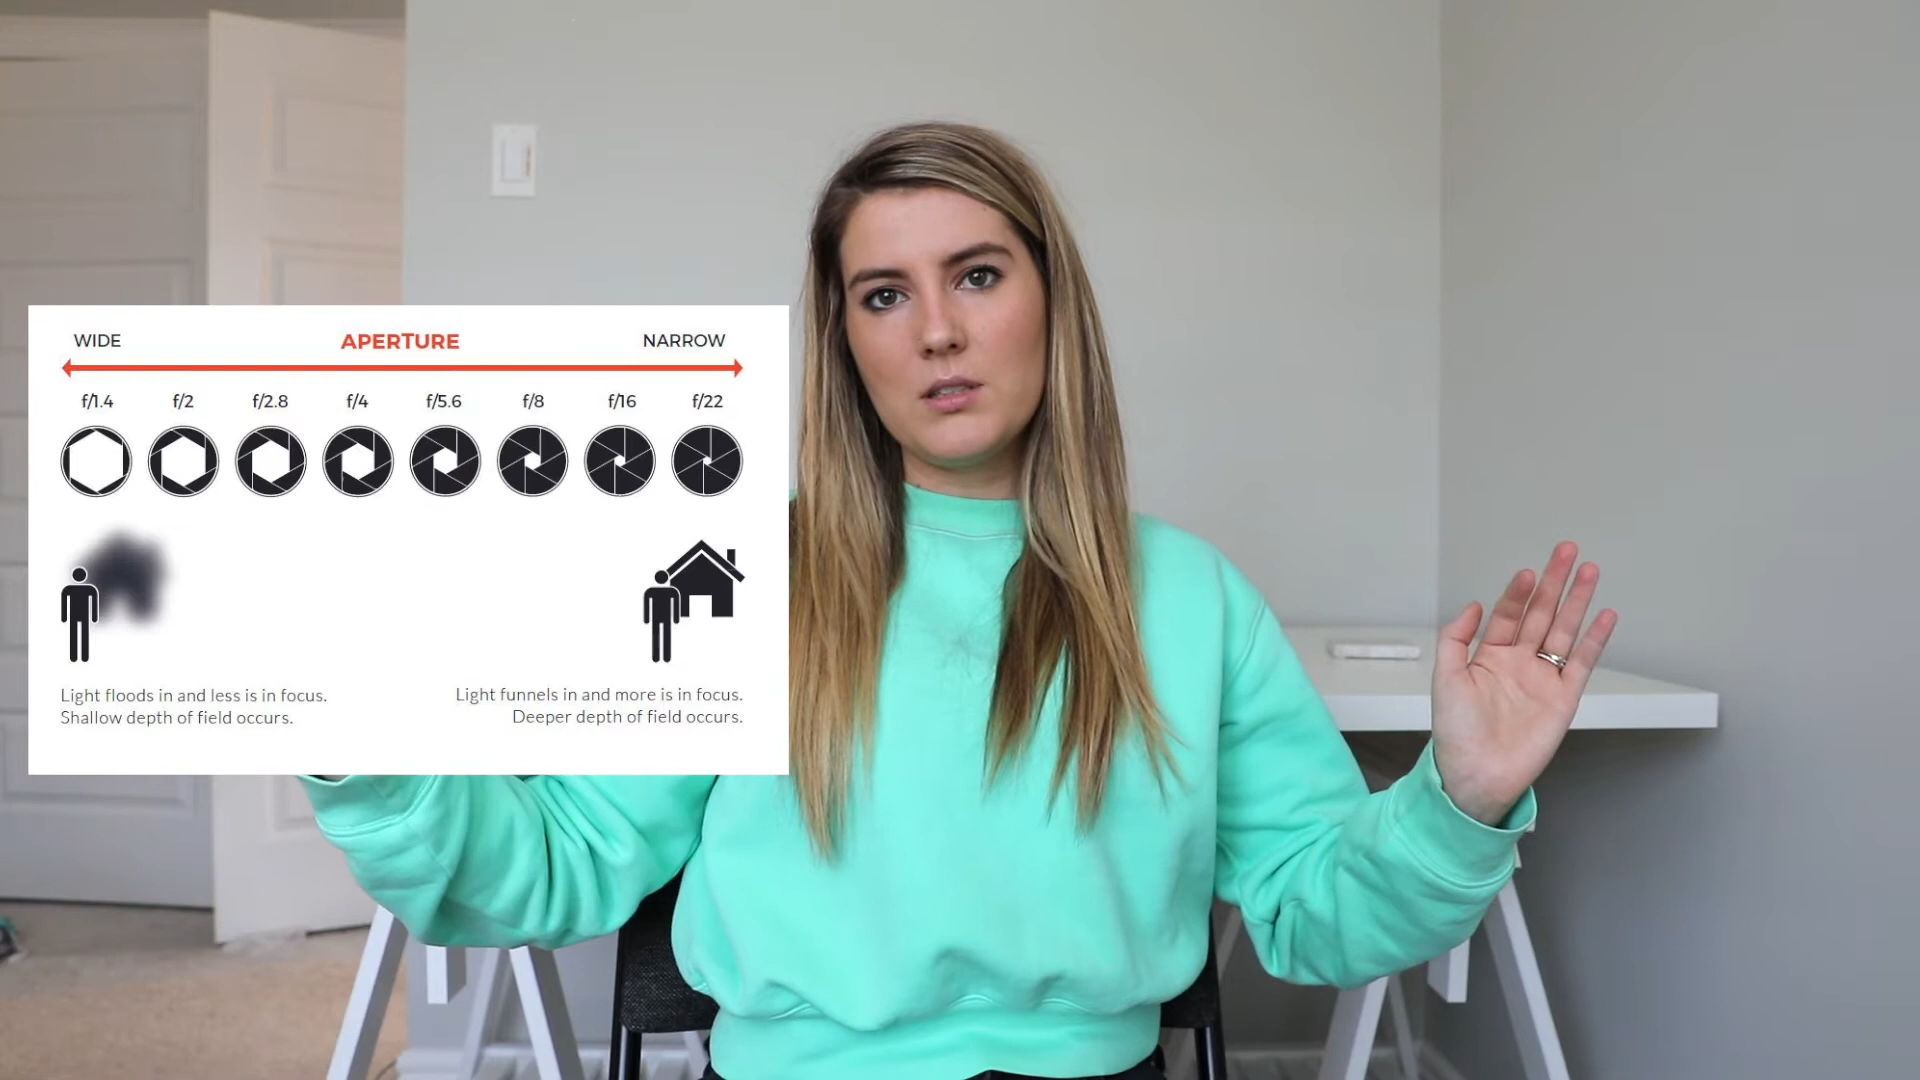 WIDE APERTURE NARROW
f/1.4 f/2 f/2.8 f/4 f/5.6 f/8 f/16 f/22
Light floods in and less is in focus.
Shallow depth of field occurs.
Light funnels in and more is in focus.
Deeper depth of field occurs.